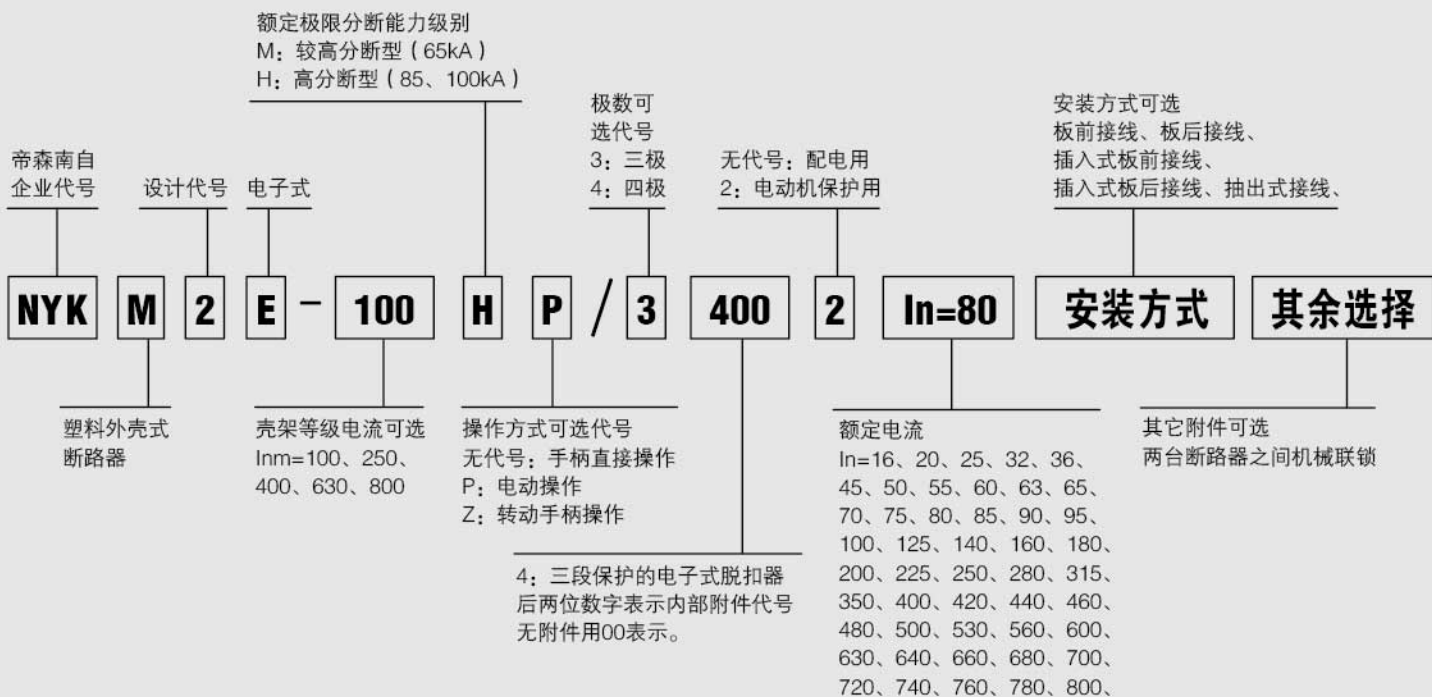 额定极限分断能力级别
M：较高分断型（65kA）
H：高分断型（85、100kA）
极数可
选代号
3：三极
4：四极
安装方式可选
板前接线、板后接线、
插入式板前接线、
插入式板后接线、抽出式接线、
帝森南自
企业代号
设计代号
电子式
无代号：配电用
2：电动机保护用
NYK M 2 E - 100 H P / 3 400 2 In=80 安装方式 其余选择
塑料外壳式
断路器
壳架等级电流可选
Inm=100、250、
400、630、800
操作方式可选代号
无代号：手柄直接操作
P：电动操作
Z：转动手柄操作
4：三段保护的电子式脱扣器
后两位数字表示内部附件代号
无附件用00表示。
额定电流
In=16、20、25、32、36、
45、50、55、60、63、65、
70、75、80、85、90、95、
100、125、140、160、180、
200、225、250、280、315、
350、400、420、440、460、
480、500、530、560、600、
630、640、660、680、700、
720、740、760、780、800、
其它附件可选
两台断路器之间机械联锁